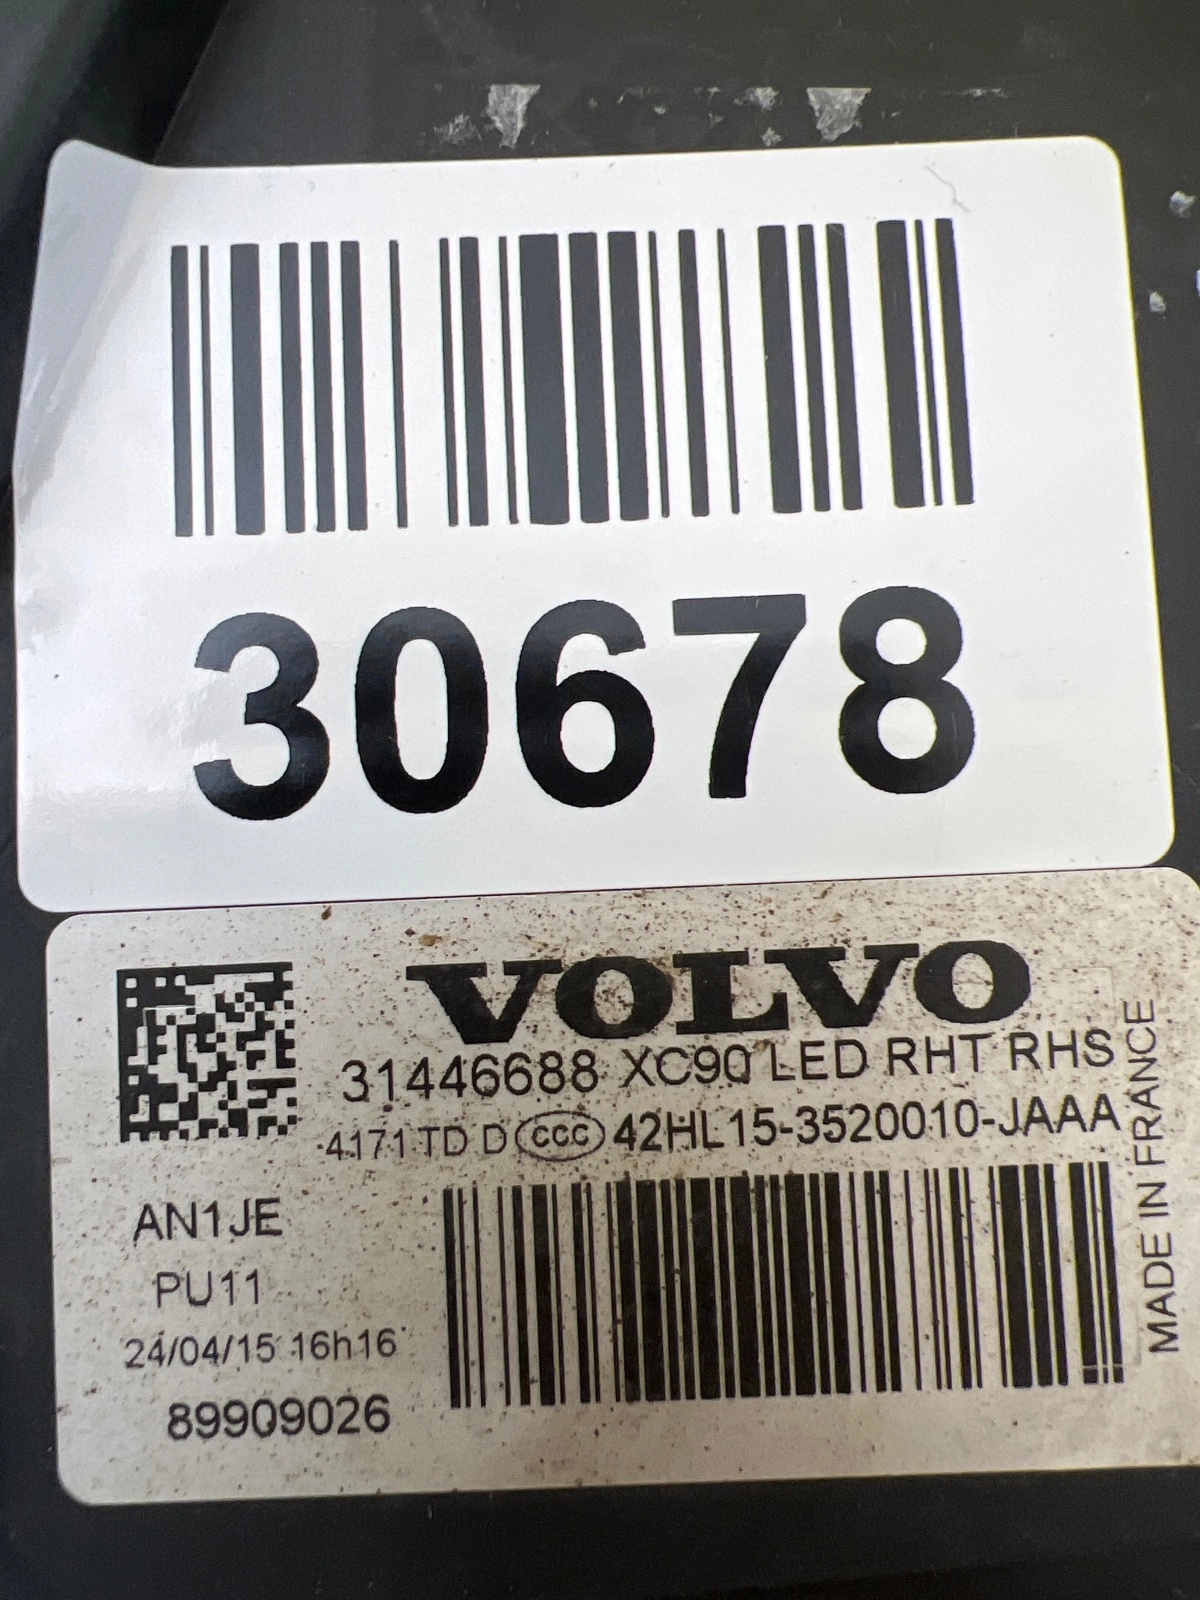 30678
VOLVO
31446688 XC90 LED RHT RHS
4171 TD D CCC 42HL15-3520010-JAAA
AN1JE
PU11
24/04/15 16h16
89909026
MADE IN FRANCE